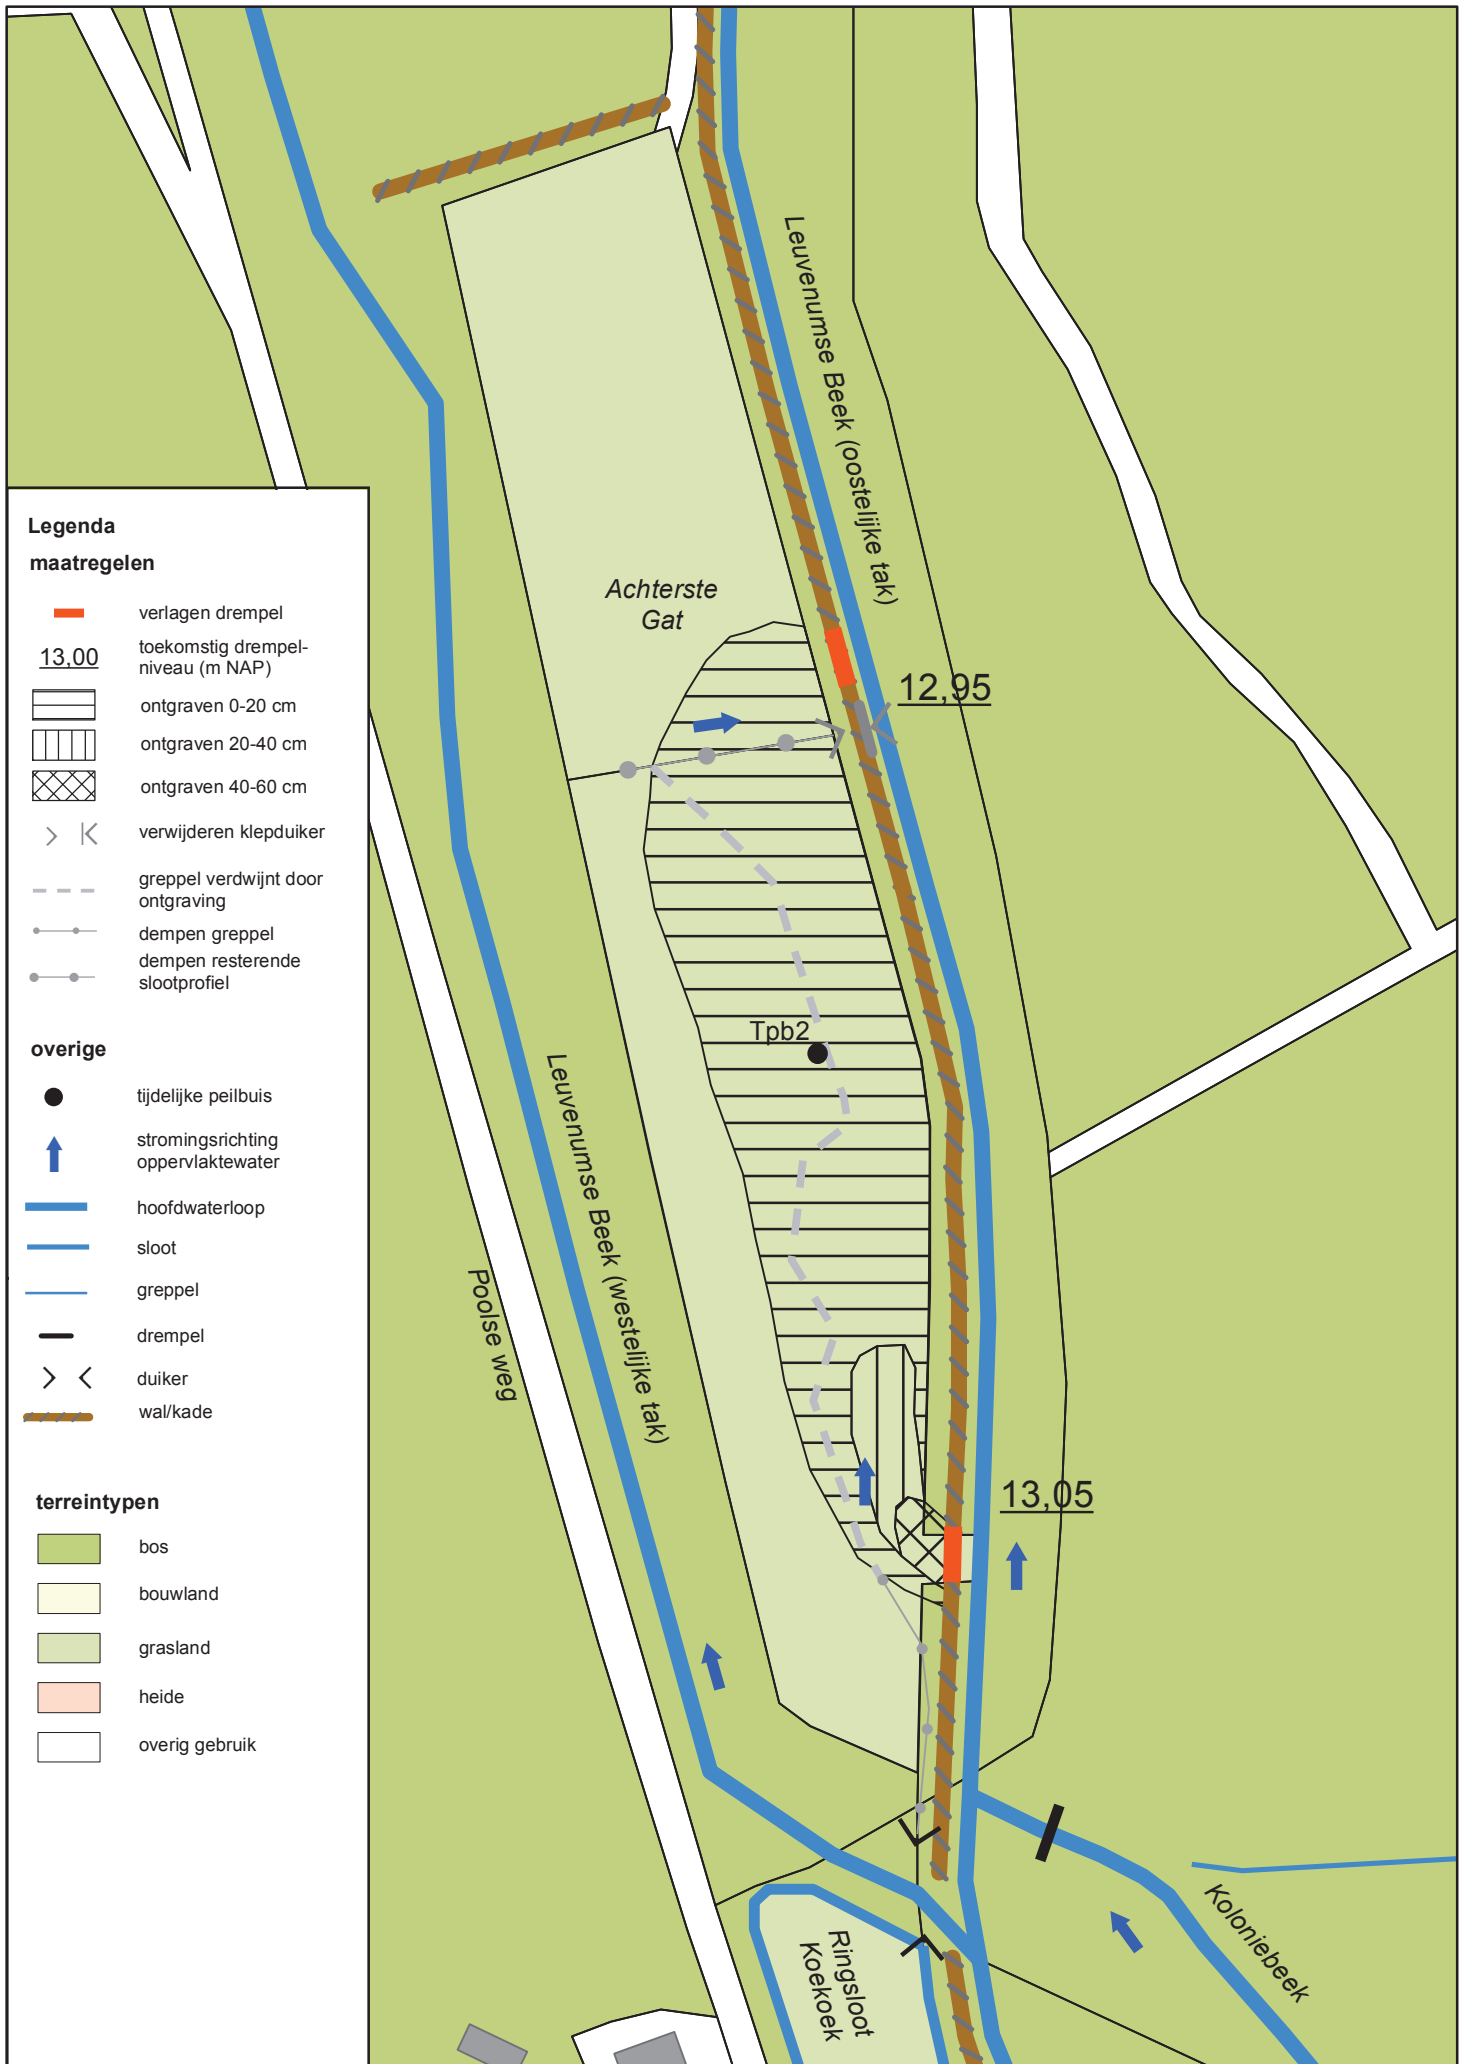 Leuvenumse Beek (oostelijke tak)
Achterste
Gat
12,95
Tpb2
Leuvenumse Beek (westelijke tak)
Poolse weg
13,05
Koloniebeek
Ringsloot
Koekoek
Legenda
maatregelen
verlagen drempel
13,00
toekomstig drempel-
niveau (m NAP)
ontgraven 0-20 cm
ontgraven 20-40 cm
ontgraven 40-60 cm
verwijderen klepduiker
greppel verdwijnt door
ontgraving
dempen greppel
dempen resterende
slootprofiel
overige
tijdelijke peilbuis
stromingsrichting
oppervlaktewater
hoofdwaterloop
sloot
greppel
drempel
duiker
wal/kade
terreintypen
bos
bouwland
grasland
heide
overig gebruik